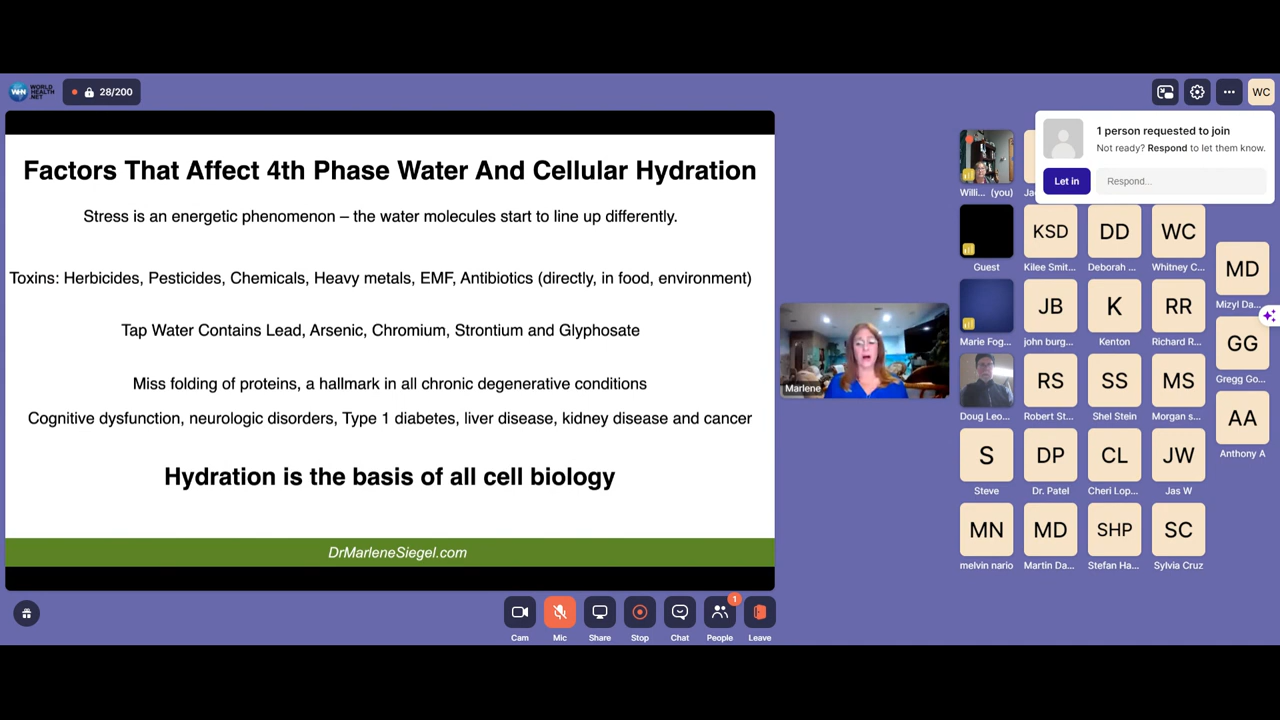 WORLD HEALTH .NET
28/200
WC
1 person requested to join
Not ready? Respond to let them know.
Let in
Respond...
Factors That Affect 4th Phase Water And Cellular Hydration
Stress is an energetic phenomenon – the water molecules start to line up differently.
Toxins: Herbicides, Pesticides, Chemicals, Heavy metals, EMF, Antibiotics (directly, in food, environment)
Tap Water Contains Lead, Arsenic, Chromium, Strontium and Glyphosate
Miss folding of proteins, a hallmark in all chronic degenerative conditions
Cognitive dysfunction, neurologic disorders, Type 1 diabetes, liver disease, kidney disease and cancer
Hydration is the basis of all cell biology
DrMarleneSiegel.com
Marlene
Willi... (you)
Ja
Guest
KSD
Kilee Smit...
DD
Deborah ...
WC
Whitney C...
MD
Mizyl Da...
Marie Fog...
JB
john burg...
K
Kenton
RR
Richard R...
GG
Gregg Go...
Doug Leo...
RS
Robert St...
SS
Shel Stein
MS
Morgan s...
AA
Anthony A
S
Steve
DP
Dr. Patel
CL
Cheri Lop...
JW
Jas W
MN
melvin nario
MD
Martin Da...
SHP
Stefan Ha...
SC
Sylvia Cruz
Cam
Mic
Share
Stop
Chat
1
People
Leave